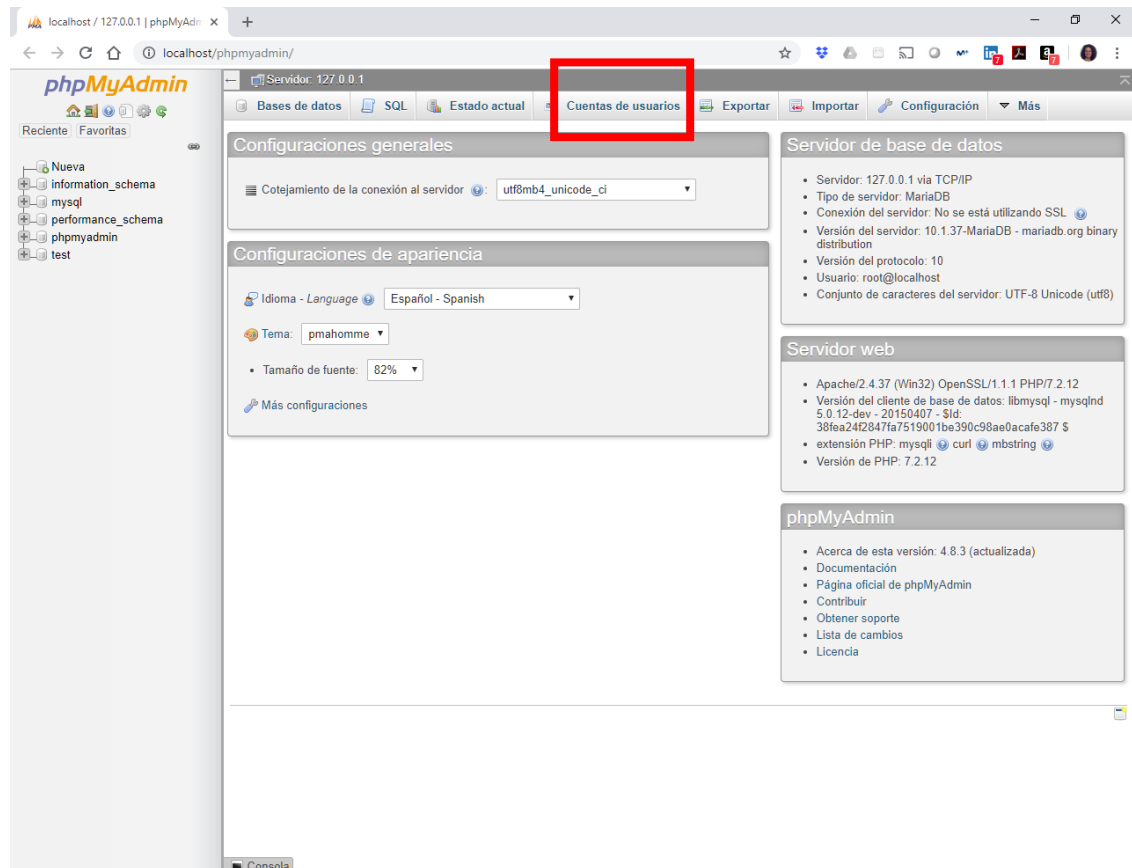 localhost / 127.0.0.1 | phpMyAdn
localhost/phpmyadmin/
7
7
phpMyAdmin
Reciente Favoritas
Nueva
information_schema
mysql
performance_schema
phpmyadmin
test
Servidor: 127.0.0.1
Bases de datos SQL Estado actual Cuentas de usuarios Exportar Importar Configuración Más
Configuraciones generales
Cotejamiento de la conexión al servidor : utf8mb4_unicode_ci
Configuraciones de apariencia
Idioma - Language Español - Spanish
Tema: pmahomme
• Tamaño de fuente: 82%
Más configuraciones
Servidor de base de datos
• Servidor: 127.0.0.1 via TCP/IP
• Tipo de servidor: MariaDB
• Conexión del servidor: No se está utilizando SSL
• Versión del servidor: 10.1.37-MariaDB - mariadb.org binary
distribution
• Versión del protocolo: 10
• Usuario: root@localhost
• Conjunto de caracteres del servidor: UTF-8 Unicode (utf8)
Servidor web
• Apache/2.4.37 (Win32) OpenSSL/1.1.1 PHP/7.2.12
• Versión del cliente de base de datos: libmysql - mysqlnd
5.0.12-dev - 20150407 - $Id:
38fea24f2847fa7519001be390c98ae0acafe387 $
• extensión PHP: mysqli curl mbstring
• Versión de PHP: 7.2.12
phpMyAdmin
• Acerca de esta versión: 4.8.3 (actualizada)
• Documentación
• Página oficial de phpMyAdmin
• Contribuir
• Obtener soporte
• Lista de cambios
• Licencia
Consola